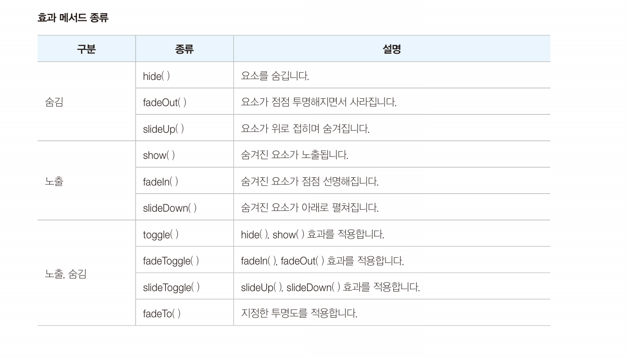 효과 메서드 종류
구분 종류 설명
숨김
hide( ) 요소를 숨깁니다.
fadeOut( ) 요소가 점점 투명해지면서 사라집니다.
slideUp( ) 요소가 위로 접히며 숨겨집니다.
노출
show( ) 숨겨진 요소가 노출됩니다.
fadeIn( ) 숨겨진 요소가 점점 선명해집니다.
slideDown( ) 숨겨진 요소가 아래로 펼쳐집니다.
노출, 숨김
toggle( ) hide( ), show( ) 효과를 적용합니다.
fadeToggle( ) fadeIn( ), fadeOut( ) 효과를 적용합니다.
slideToggle( ) slideUp( ), slideDown( ) 효과를 적용합니다.
fadeTo( ) 지정한 투명도를 적용합니다.